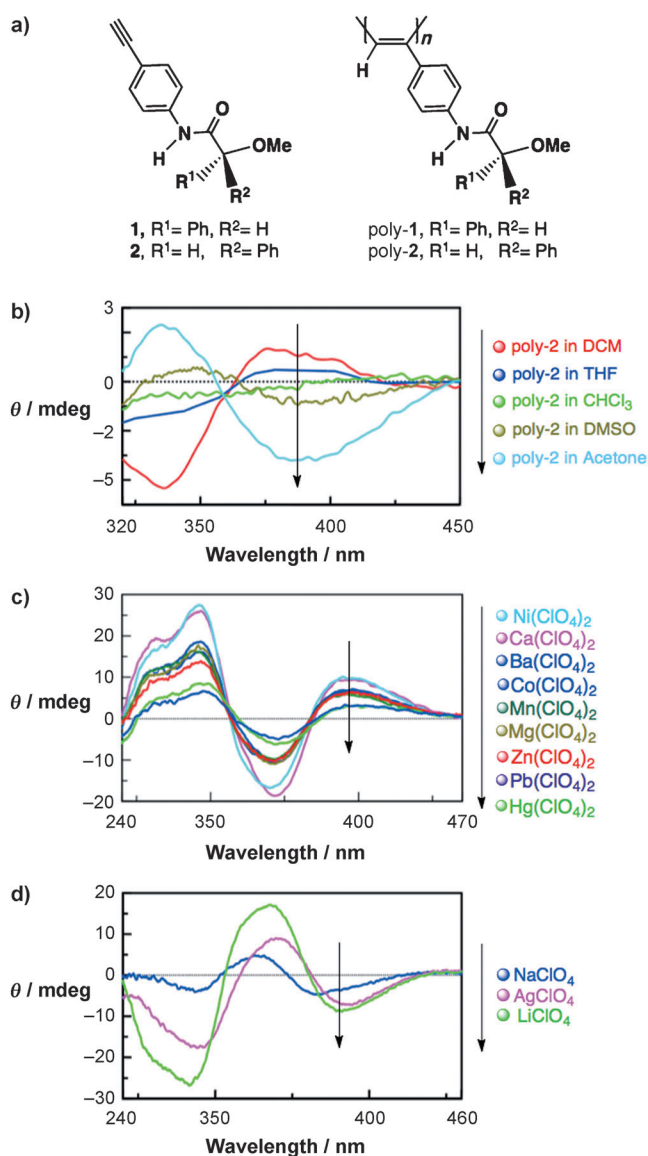 a)
n
H
O
O
N
N
H
OMe
H
OMe
R1
R2
R1
R2
1, R1= Ph, R2= H
poly-1, R1= Ph, R2= H
2, R1= H, R2= Ph
poly-2, R1= H, R2= Ph
b)
3
0
−2
−5
θ / mdeg
320
350
400
450
Wavelength / nm
poly-2 in DCM
poly-2 in THF
poly-2 in CHCl3
poly-2 in DMSO
poly-2 in Acetone
c)
30
20
10
0
−10
−20
θ / mdeg
240
350
400
470
Wavelength / nm
Ni(ClO4)2
Ca(ClO4)2
Ba(ClO4)2
Co(ClO4)2
Mn(ClO4)2
Mg(ClO4)2
Zn(ClO4)2
Pb(ClO4)2
Hg(ClO4)2
d)
20
10
0
−10
−20
−30
θ / mdeg
240
350
400
460
Wavelength / nm
NaClO4
AgClO4
LiClO4